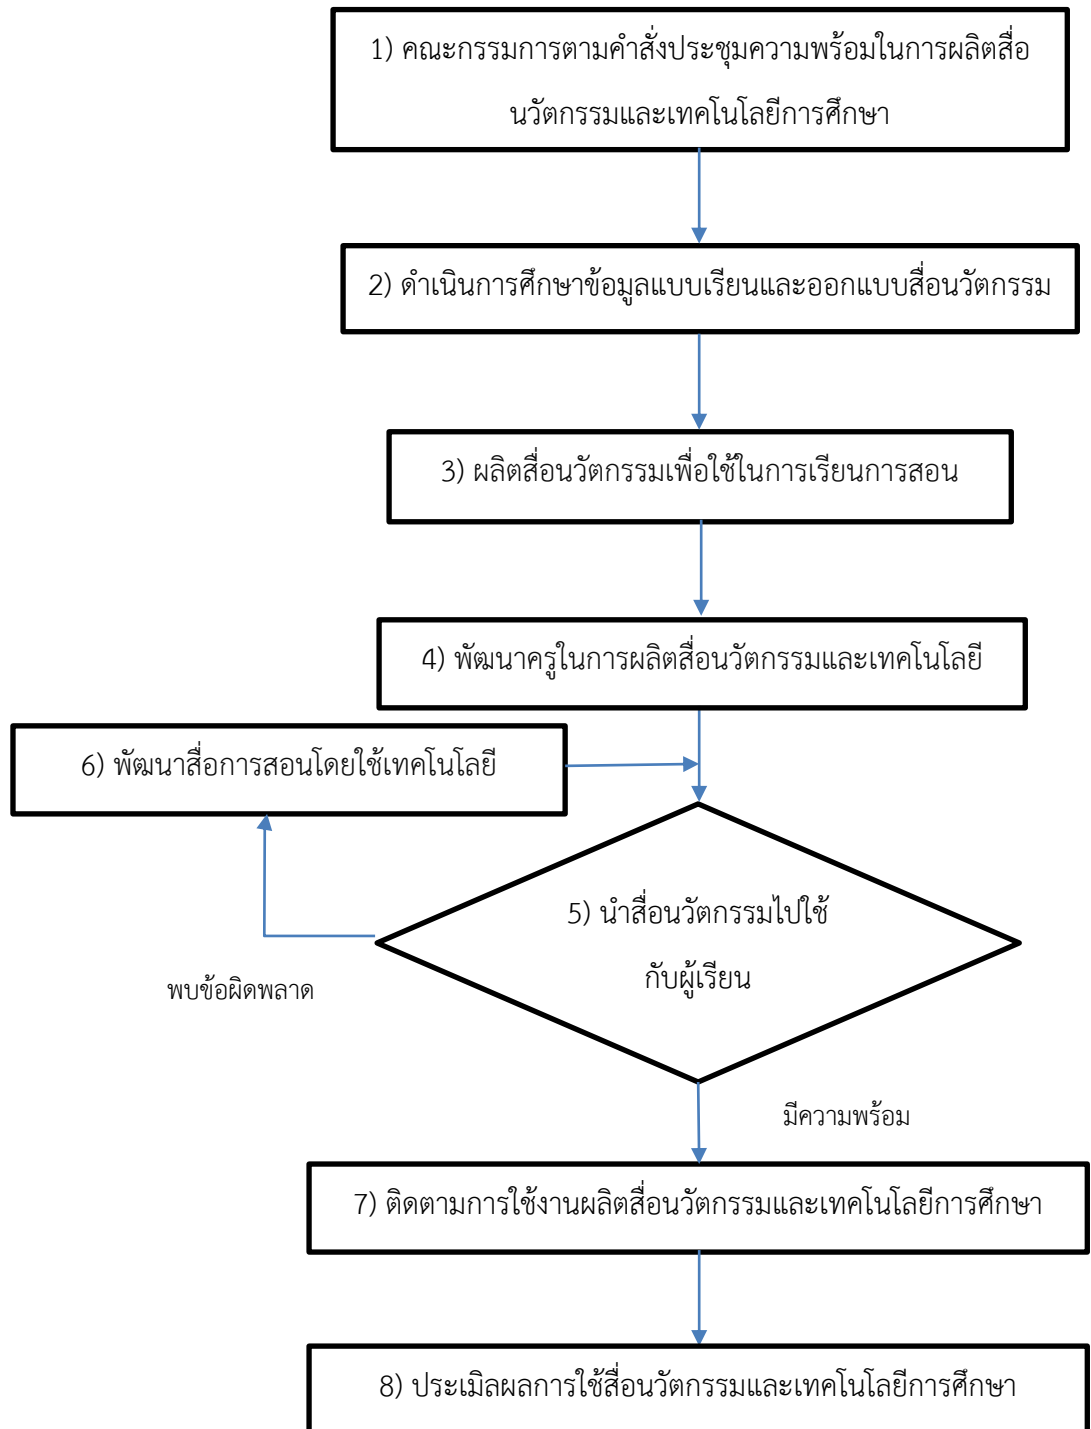 1) คณะกรรมการตามคำสั่งประชุมความพร้อมในการผลิตสื่อ
นวัตกรรมและเทคโนโลยีการศึกษา
2) ดำเนินการศึกษาข้อมูลแบบเรียนและออกแบบสื่อนวัตกรรม
3) ผลิตสื่อนวัตกรรมเพื่อใช้ในการเรียนการสอน
4) พัฒนาครูในการผลิตสื่อนวัตกรรมและเทคโนโลยี
6) พัฒนาสื่อการสอนโดยใช้เทคโนโลยี
5) นำสื่อนวัตกรรมไปใช้
กับผู้เรียน
พบข้อผิดพลาด
มีความพร้อม
7) ติดตามการใช้งานผลิตสื่อนวัตกรรมและเทคโนโลยีการศึกษา
8) ประเมิลผลการใช้สื่อนวัตกรรมและเทคโนโลยีการศึกษา